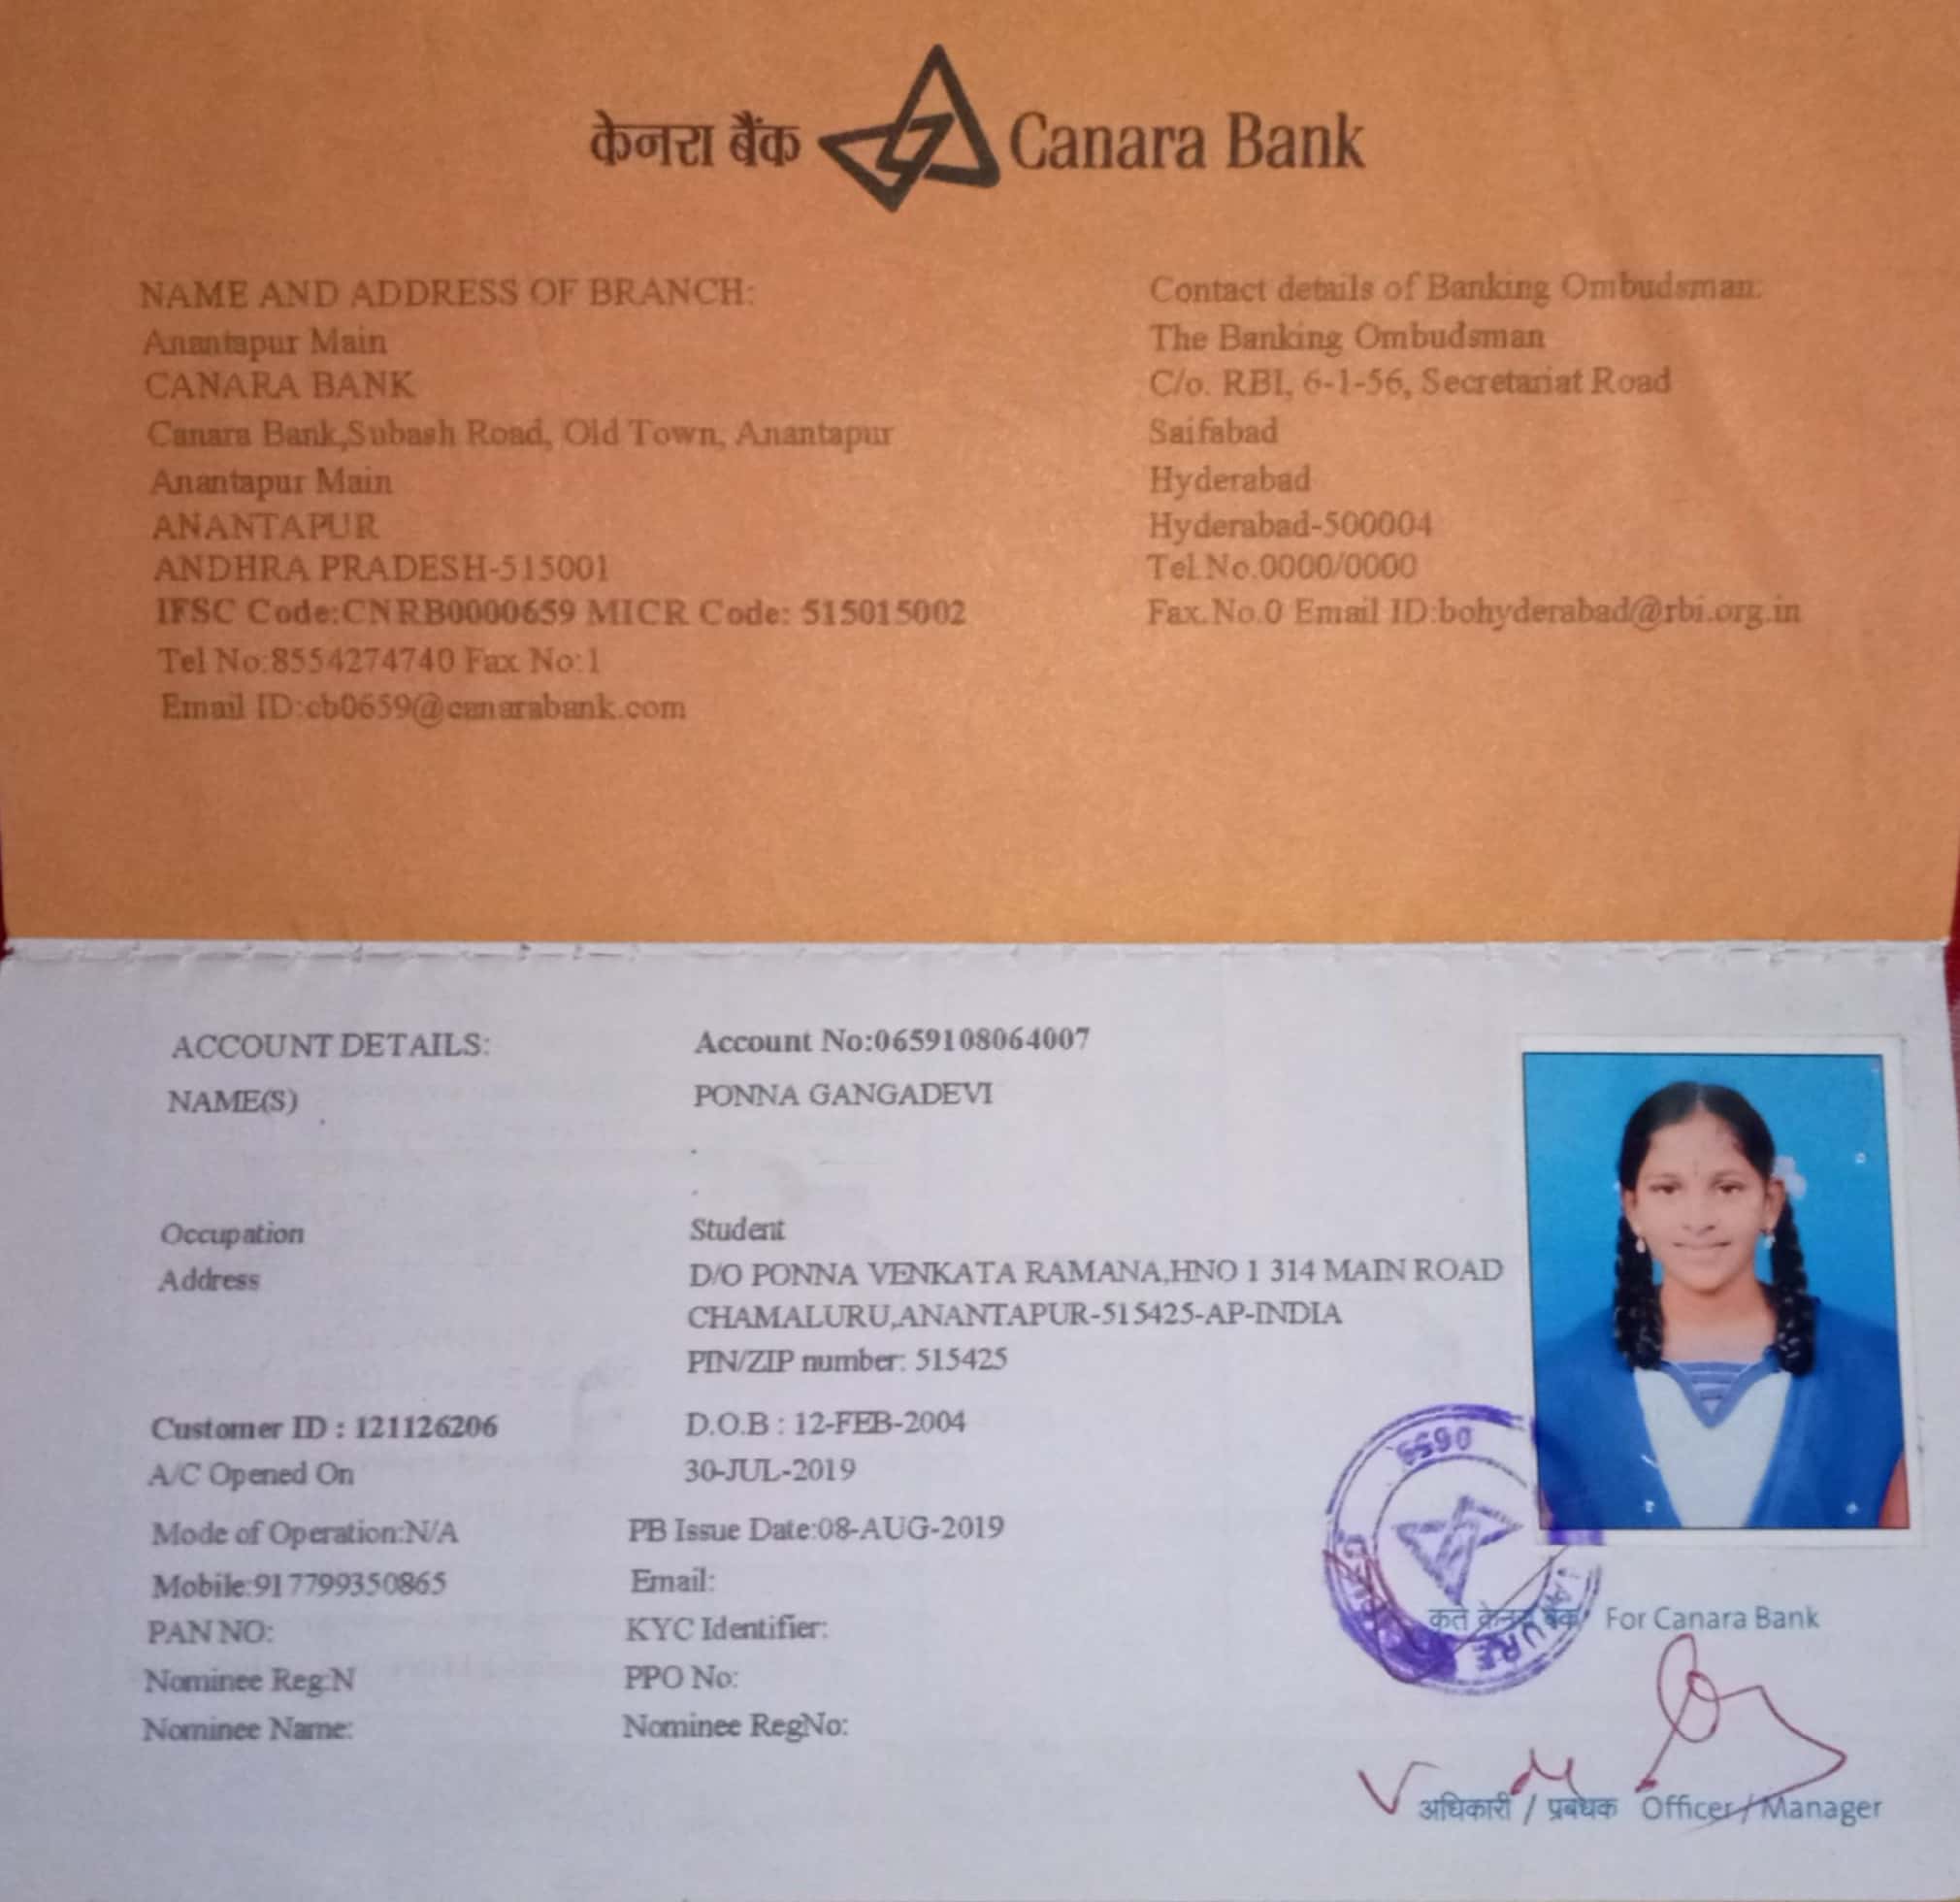 केनरा बैंक Canara Bank
NAME AND ADDRESS OF BRANCH:
Anantapur Main
CANARA BANK
Canara Bank,Subash Road, Old Town, Anantapur
Anantapur Main
ANANTAPUR
ANDHRA PRADESH-515001
IFSC Code:CNRB0000659 MICR Code: 515015002
Tel No:8554274740 Fax No:1
Email ID:cb0659@canarabank.com
Contact details of Banking Ombudsman:
The Banking Ombudsman
C/o. RBI, 6-1-56, Secretariat Road
Saifabad
Hyderabad
Hyderabad-500004
Tel.No.0000/0000
Fax.No.0 Email ID:bohyderabad@rbi.org.in
ACCOUNT DETAILS: Account No:0659108064007
NAME(S) PONNA GANGADEVI
Occupation Student
Address D/O PONNA VENKATA RAMANA,HNO 1 314 MAIN ROAD
CHAMALURU,ANANTAPUR-515425-AP-INDIA
PIN/ZIP number: 515425
Customer ID : 121126206 D.O.B : 12-FEB-2004
A/C Opened On 30-JUL-2019
Mode of Operation:N/A PB Issue Date:08-AUG-2019
Mobile:917799350865 Email:
PAN NO: KYC Identifier:
Nominee Reg:N PPO No:
Nominee Name: Nominee RegNo:
0659
कृते केनरा बैंक For Canara Bank
अधिकारी / प्रबंधक Officer / Manager